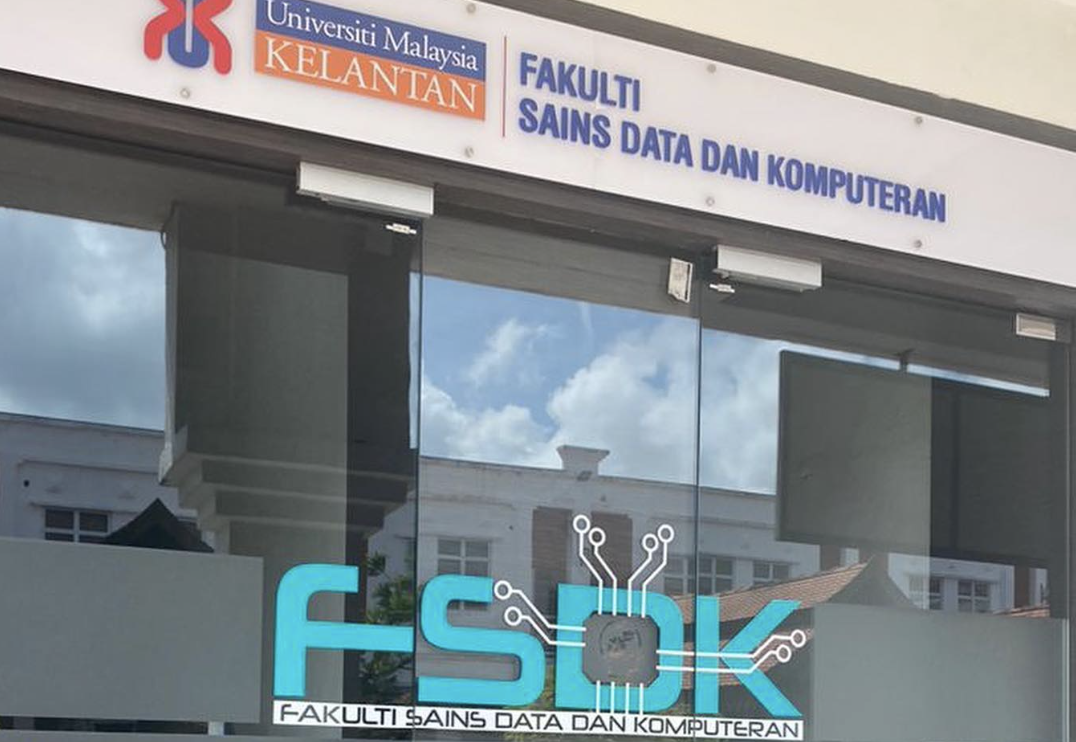 Universiti Malaysia
KELANTAN
FAKULTI
SAINS DATA DAN KOMPUTERAN
FSDK
FAKULTI SAINS DATA DAN KOMPUTERAN